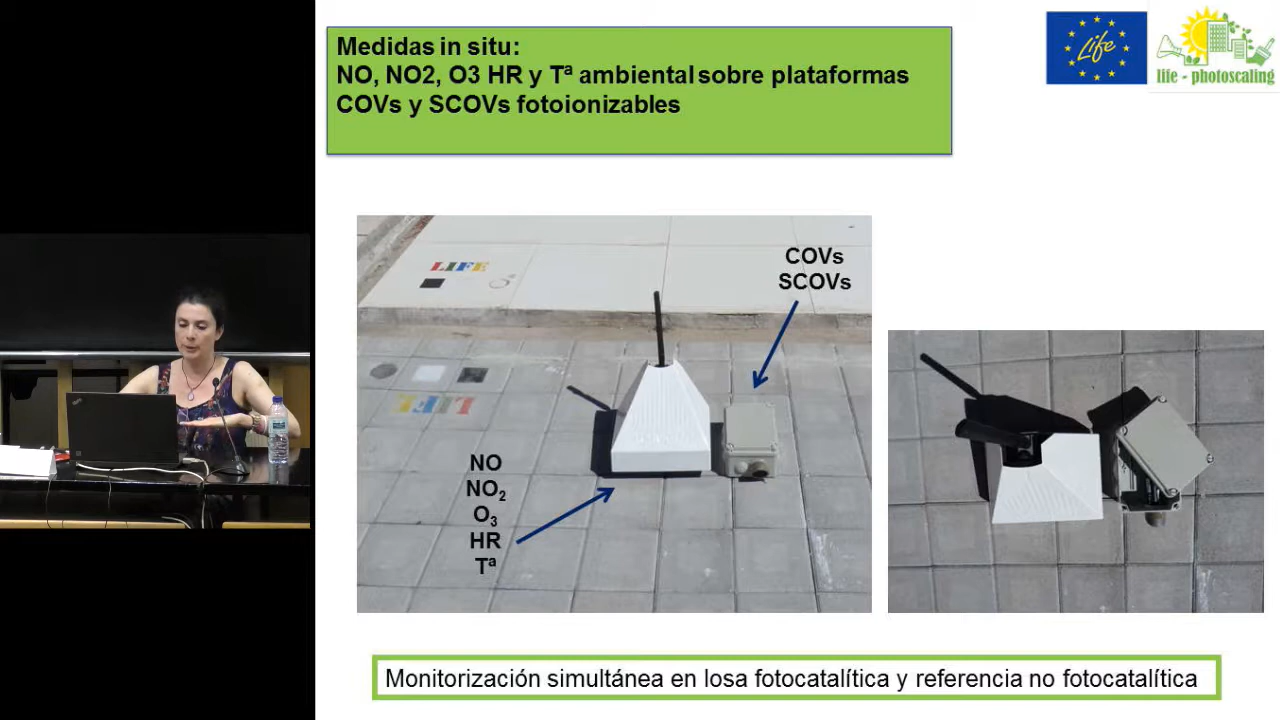 Medidas in situ:
NO, NO2, O3 HR y Tª ambiental sobre plataformas
COVs y SCOVs fotoionizables
Life
life - photoscaling
COVs
SCOVs
LIFE
LIFE
NO
NO₂
O₃
HR
Tª
Monitorización simultánea en losa fotocatalítica y referencia no fotocatalítica